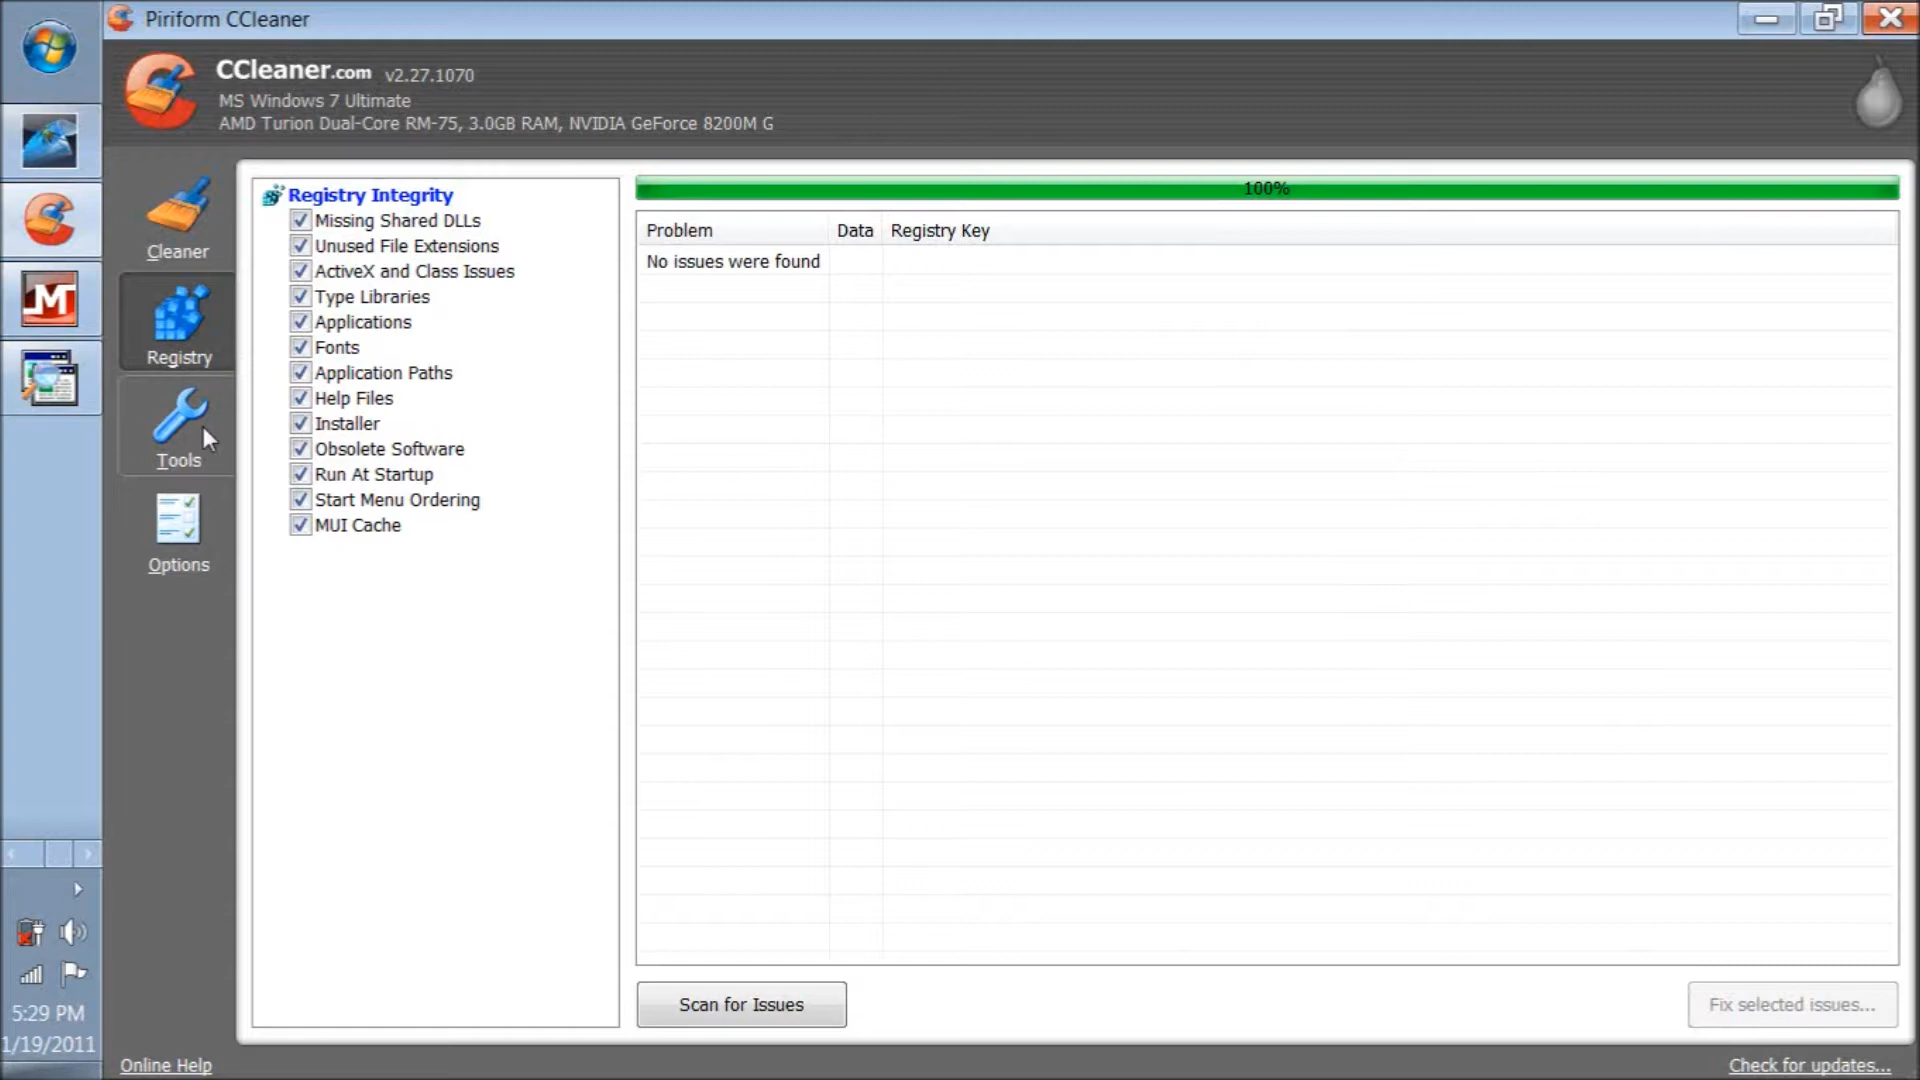 Piriform CCleaner
CCleaner.com v2.27.1070
MS Windows 7 Ultimate
AMD Turion Dual-Core RM-75, 3.0GB RAM, NVIDIA GeForce 8200M G
Cleaner
Registry
Tools
Options
Registry Integrity
Missing Shared DLLs
Unused File Extensions
ActiveX and Class Issues
Type Libraries
Applications
Fonts
Application Paths
Help Files
Installer
Obsolete Software
Run At Startup
Start Menu Ordering
MUI Cache
100%
Problem Data Registry Key
No issues were found
Scan for Issues
Fix selected issues...
5:29 PM
1/19/2011
Online Help
Check for updates...